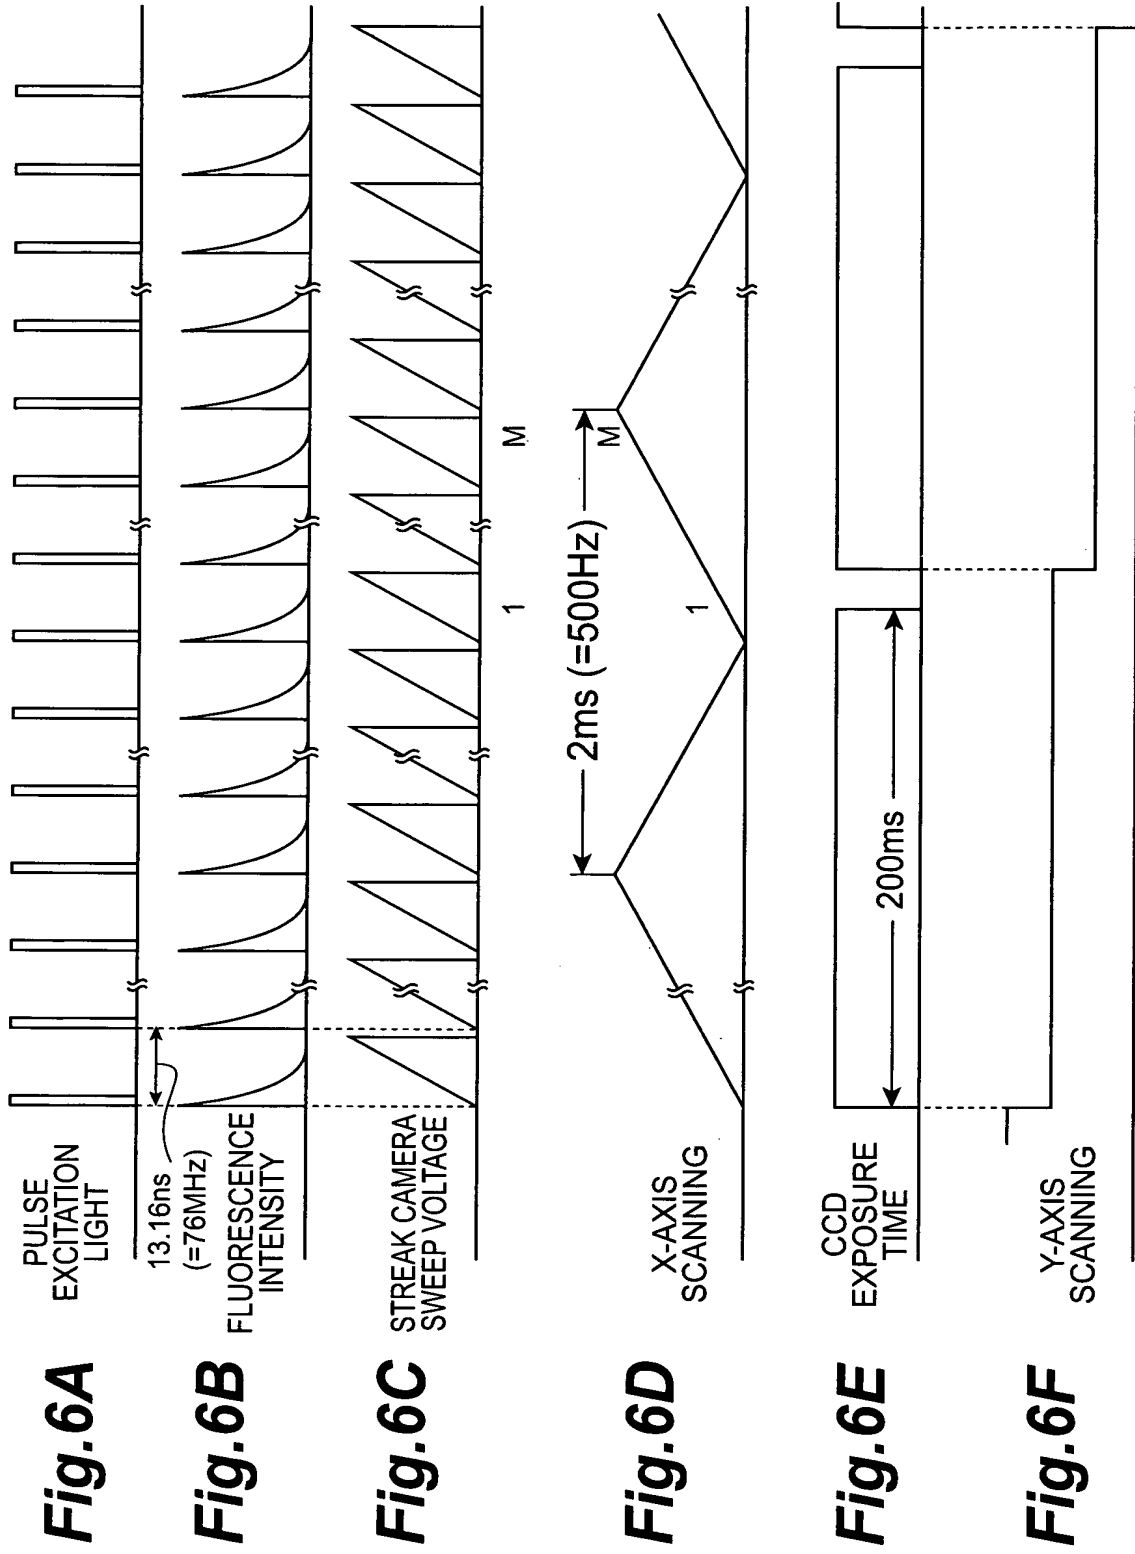 Fig.6A
PULSE
EXCITATION
LIGHT
13.16ns
(=76MHz)
Fig.6B
FLUORESCENCE
INTENSITY
Fig.6C
STREAK CAMERA
SWEEP VOLTAGE
1 M
Fig.6D
X-AXIS
SCANNING
2ms (=500Hz)
1 M
Fig.6E
CCD
EXPOSURE
TIME
200ms
Fig.6F
Y-AXIS
SCANNING